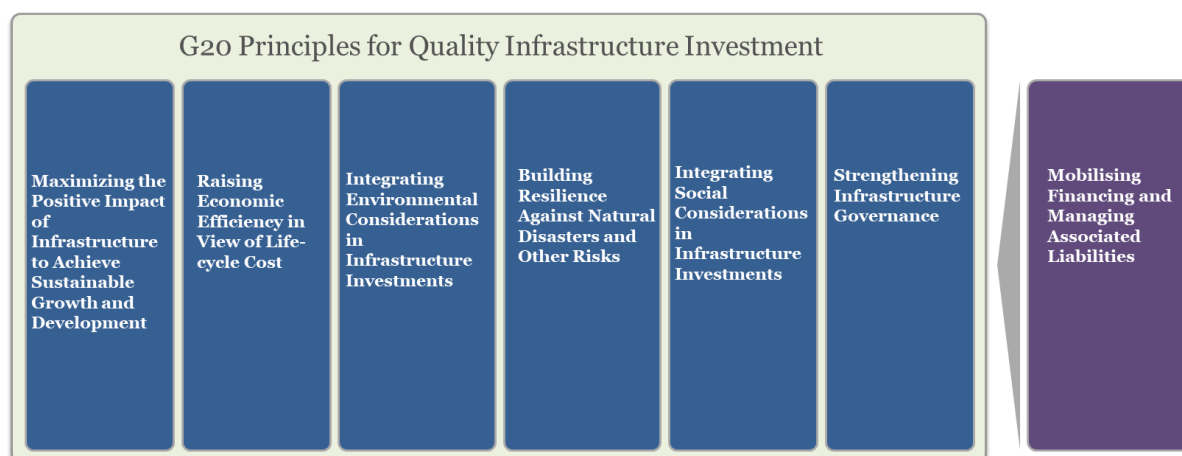 G20 Principles for Quality Infrastructure Investment
Maximizing the
Positive Impact
of
Infrastructure
to Achieve
Sustainable
Growth and
Development
Raising
Economic
Efficiency in
View of Life-
cycle Cost
Integrating
Environmental
Considerations
in
Infrastructure
Investments
Building
Resilience
Against Natural
Disasters and
Other Risks
Integrating
Social
Considerations
in
Infrastructure
Investments
Strengthening
Infrastructure
Governance
Mobilising
Financing and
Managing
Associated
Liabilities